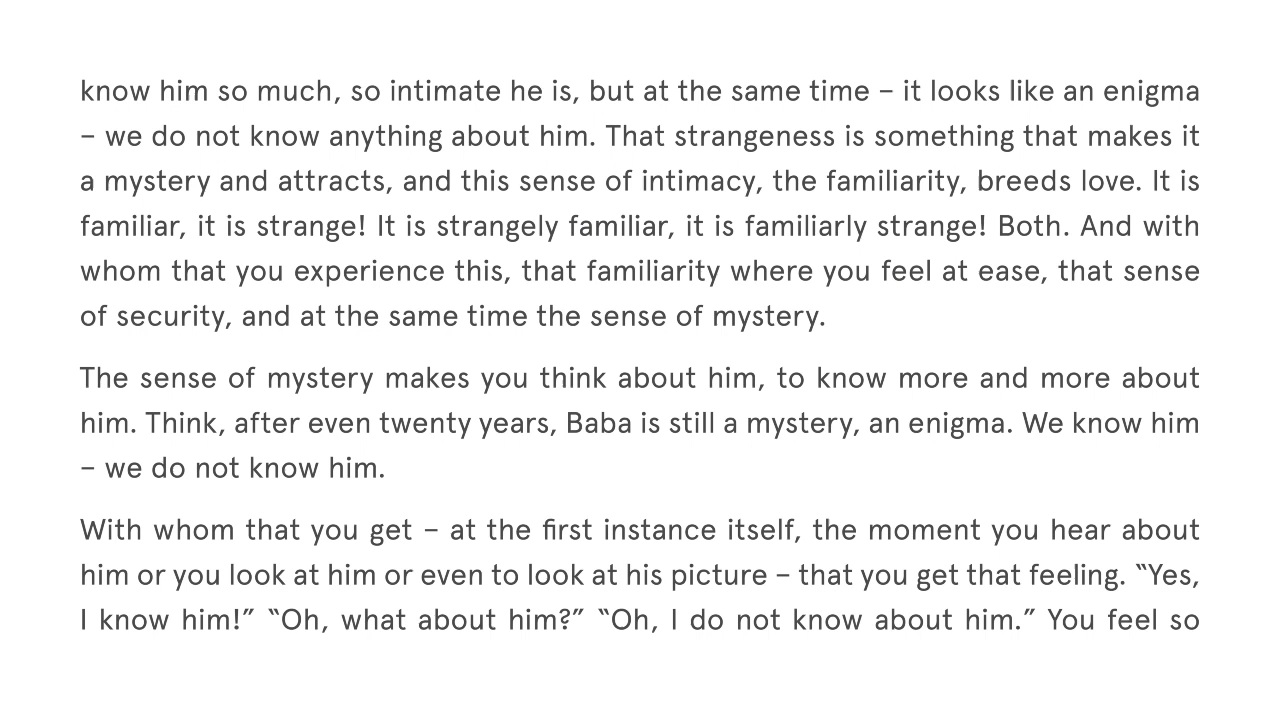 know him so much, so intimate he is, but at the same time – it looks like an enigma
– we do not know anything about him. That strangeness is something that makes it
a mystery and attracts, and this sense of intimacy, the familiarity, breeds love. It is
familiar, it is strange! It is strangely familiar, it is familiarly strange! Both. And with
whom that you experience this, that familiarity where you feel at ease, that sense
of security, and at the same time the sense of mystery.
The sense of mystery makes you think about him, to know more and more about
him. Think, after even twenty years, Baba is still a mystery, an enigma. We know him
– we do not know him.
With whom that you get – at the first instance itself, the moment you hear about
him or you look at him or even to look at his picture – that you get that feeling. “Yes,
I know him!” “Oh, what about him?” “Oh, I do not know about him.” You feel so